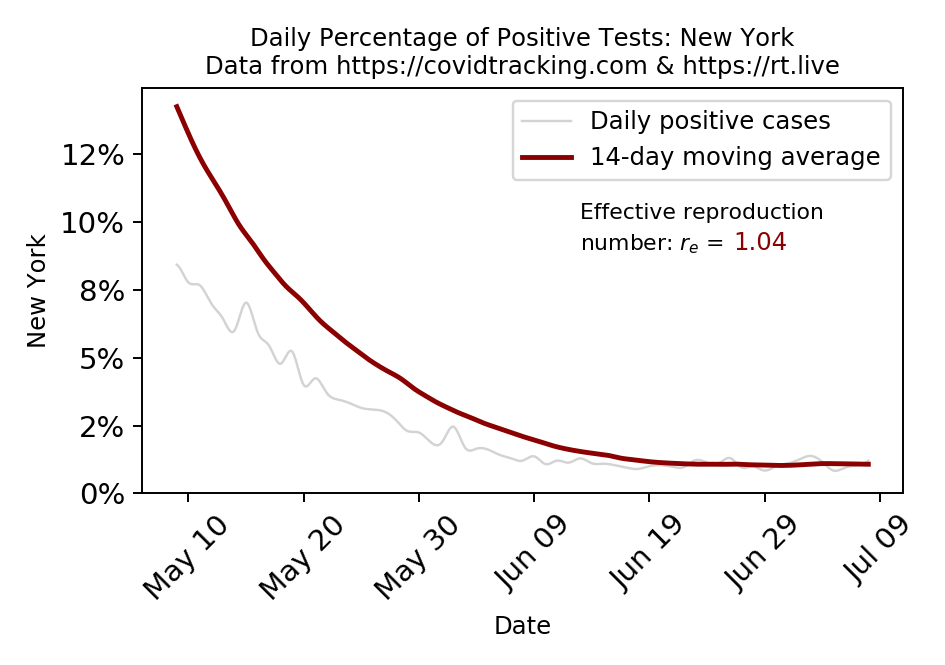 Daily Percentage of Positive Tests: New York
Data from https://covidtracking.com & https://rt.live
Daily positive cases
14-day moving average
Effective reproduction
number: rₑ = 1.04
New York
12%
10%
8%
5%
2%
0%
May 10
May 20
May 30
Jun 09
Jun 19
Jun 29
Jul 09
Date